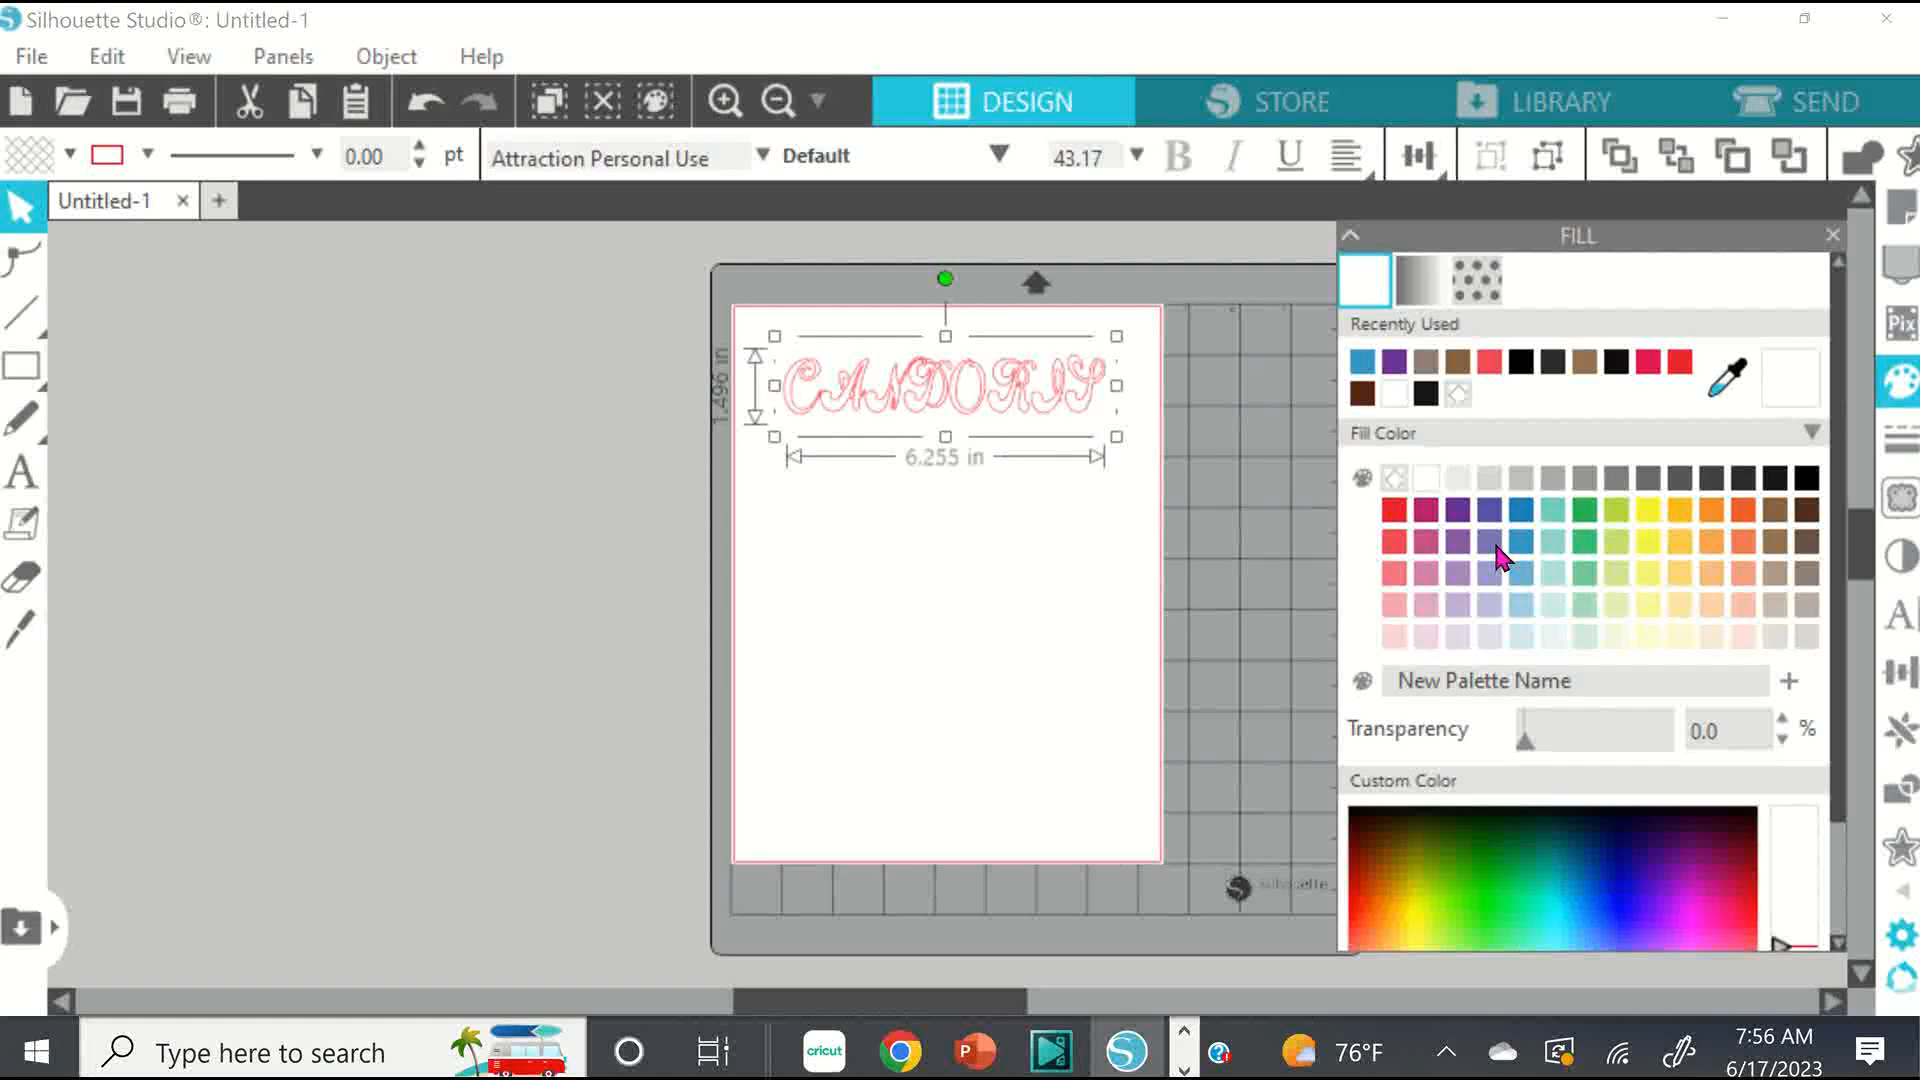 Silhouette Studio®: Untitled-1
File Edit View Panels Object Help
DESIGN STORE LIBRARY SEND
0.00 pt Attraction Personal Use Default 43.17 B I U
Untitled-1
FILL
Recently Used
Pix
CANDORIS
1.496 in
6.255 in
Fill Color
A
A
New Palette Name
Transparency 0.0 %
Custom Color
silhouette
Type here to search
cricut
P
S
76°F
7:56 AM
6/17/2023